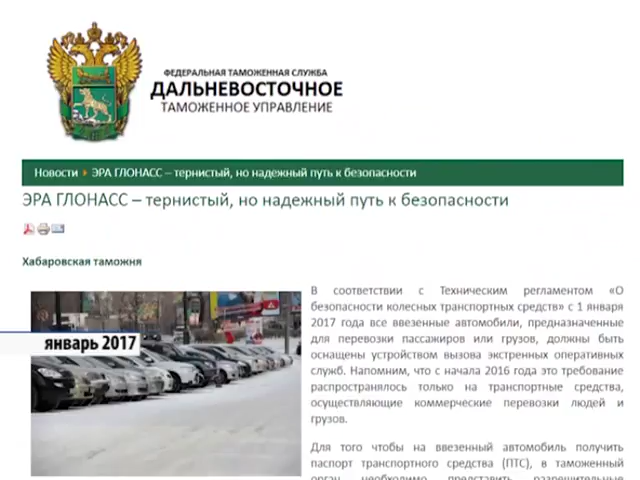 ФЕДЕРАЛЬНАЯ ТАМОЖЕННАЯ СЛУЖБА
ДАЛЬНЕВОСТОЧНОЕ
ТАМОЖЕННОЕ УПРАВЛЕНИЕ
Новости ЭРА ГЛОНАСС – тернистый, но надежный путь к безопасности
ЭРА ГЛОНАСС – тернистый, но надежный путь к безопасности
Хабаровская таможня
январь 2017
В соответствии с Техническим регламентом «О
безопасности колесных транспортных средств» с 1 января
2017 года все ввезенные автомобили, предназначенные
для перевозки пассажиров или грузов, должны быть
оснащены устройством вызова экстренных оперативных
служб. Напомним, что с начала 2016 года это требование
распространялось только на транспортные средства,
осуществляющие коммерческие перевозки людей и
грузов.
Для того чтобы на ввезенный автомобиль получить
паспорт транспортного средства (ПТС), в таможенный
орган необходимо представить разрешительные